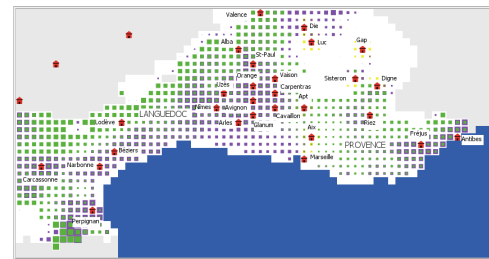 Valence
Die
Alba
Luc
Gap
St-Paul
Orange
Vaison
Sisteron
Digne
Uzes
Carpentras
Apt
LANGUEDOC
Nimes
Avignon
Lodève
Arles
Glanum
Cavaillon
Riez
Aix
PROVENCE
Frejus
Antibes
Beziers
Marseille
Narbonne
Carcassonne
Perpignan